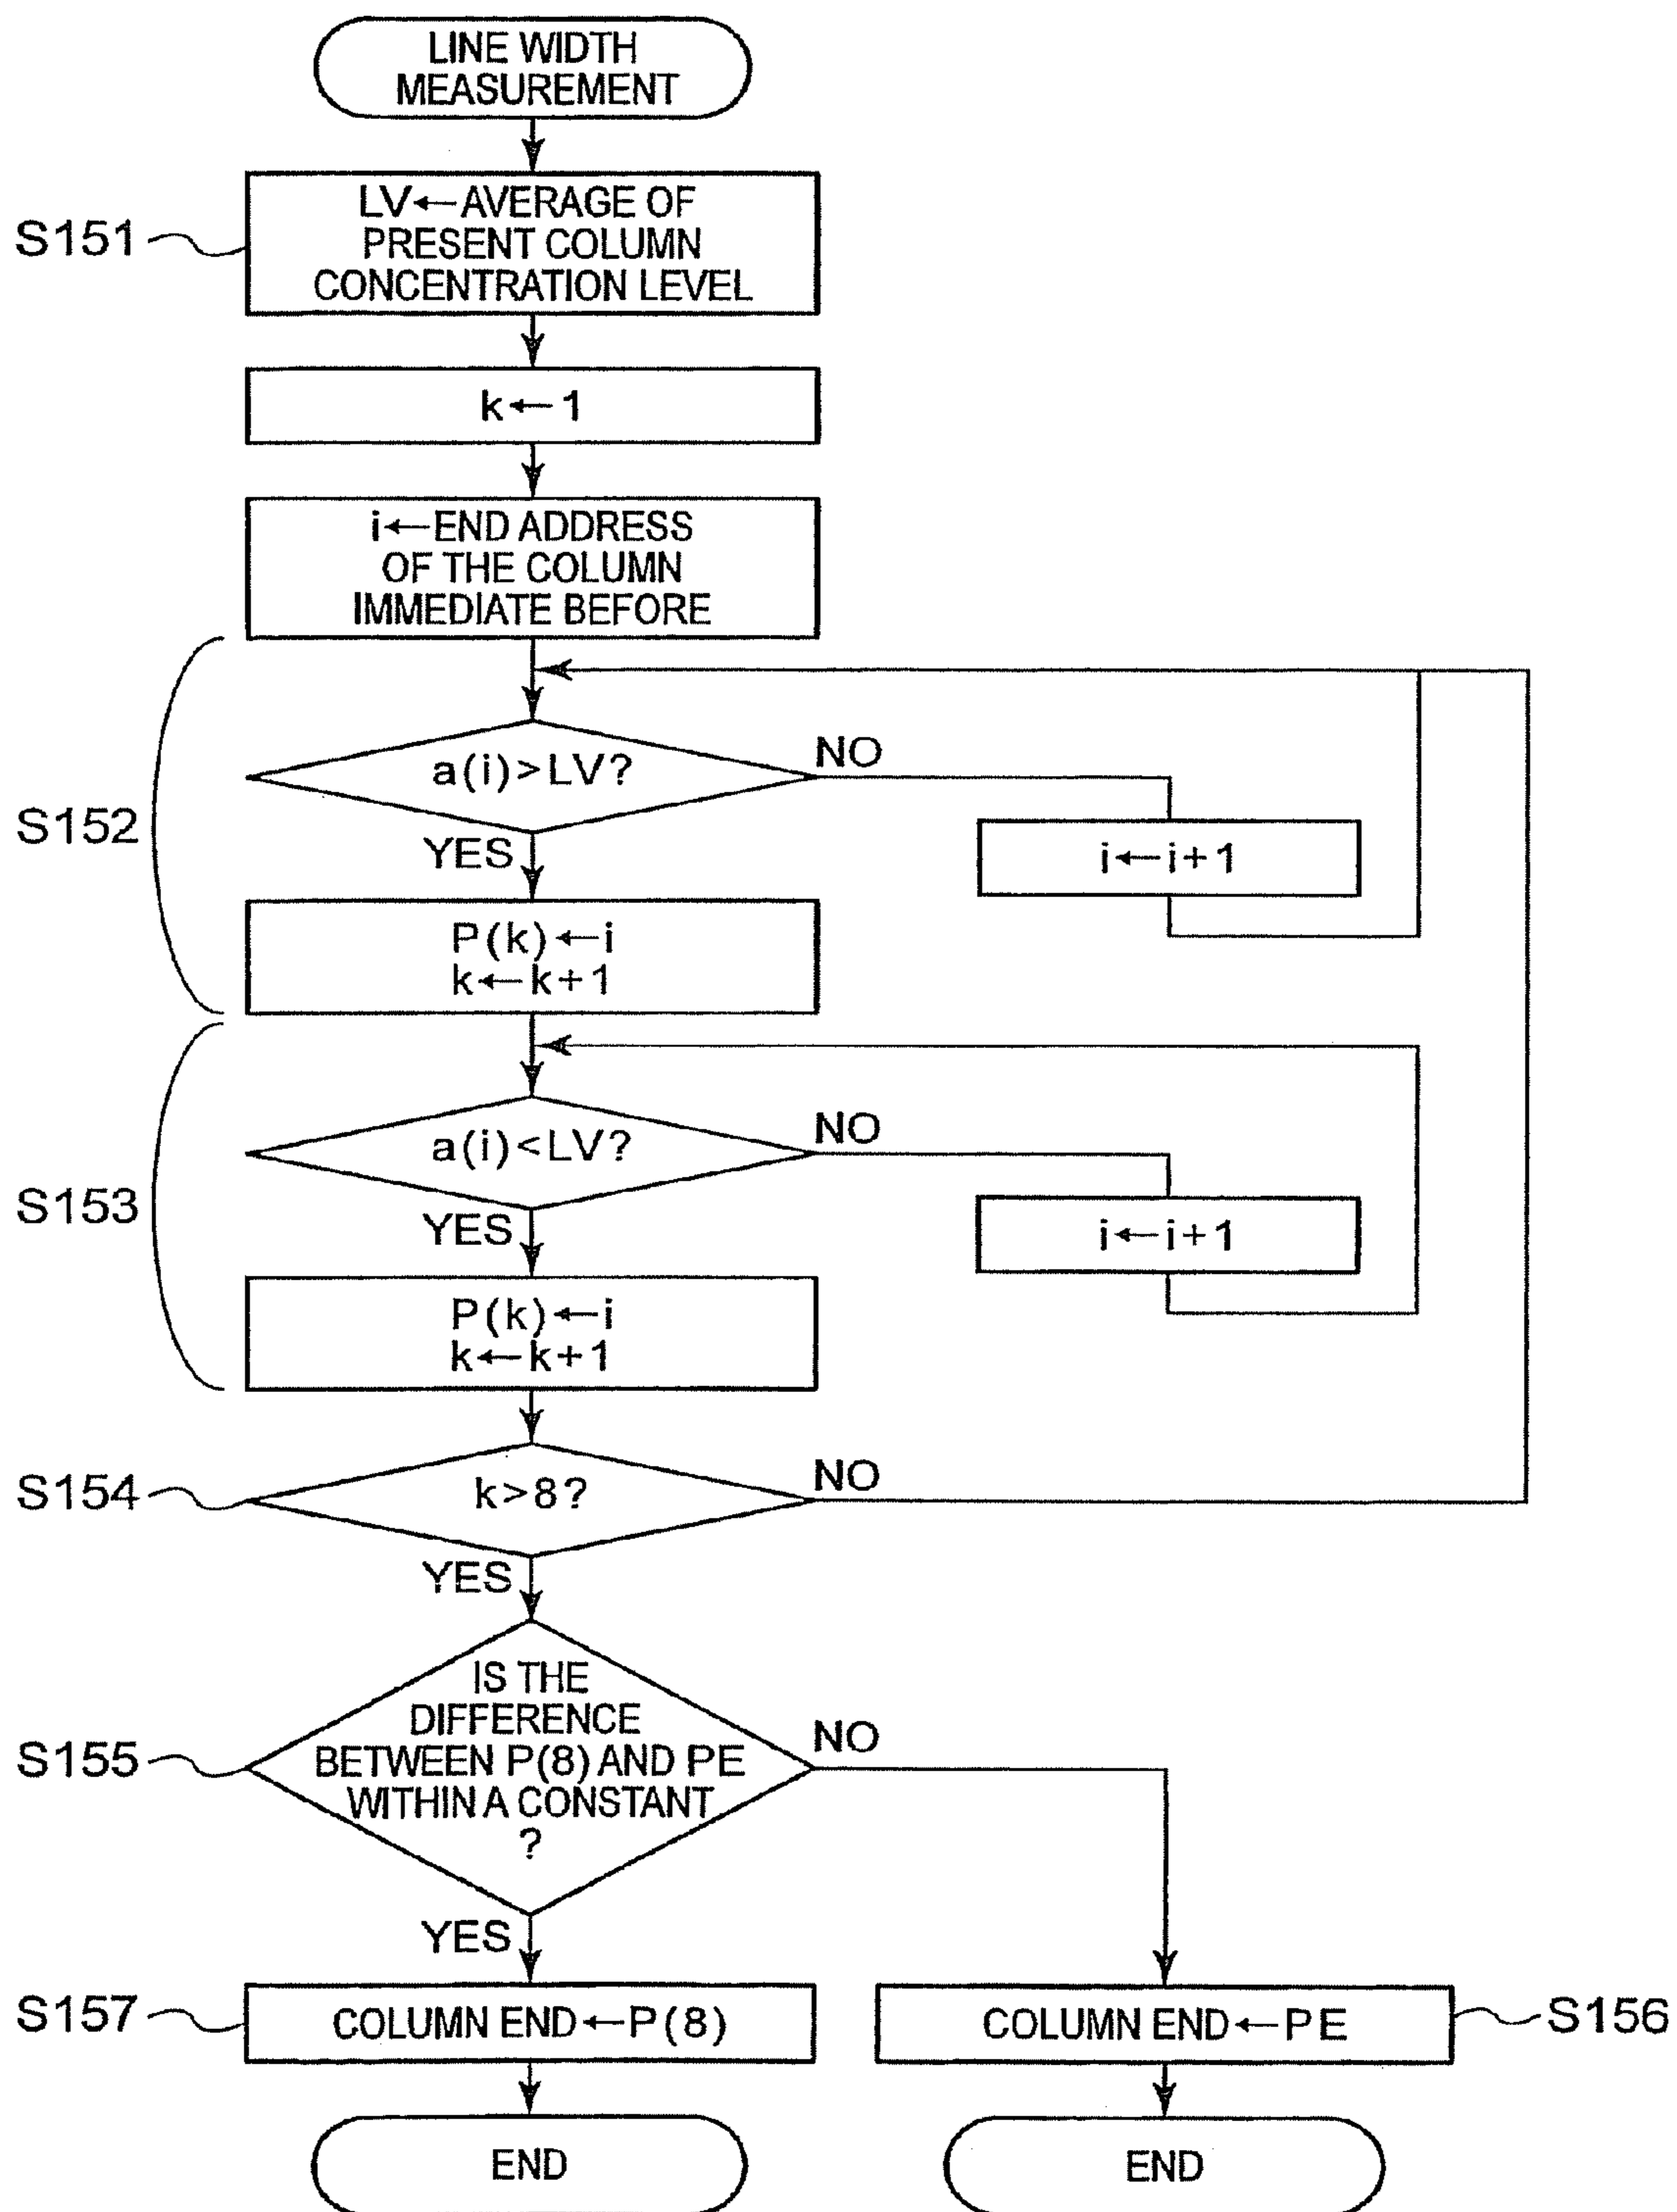 LINE WIDTH
MEASUREMENT
S151
LV←AVERAGE OF
PRESENT COLUMN
CONCENTRATION LEVEL
k←1
i←END ADDRESS
OF THE COLUMN
IMMEDIATE BEFORE
S152
a(i)>LV?
NO
i←i+1
YES
P(k)←i
k←k+1
S153
a(i)<LV?
NO
i←i+1
YES
P(k)←i
k←k+1
S154
k>8?
NO
YES
S155
IS THE
DIFFERENCE
BETWEEN P(8) AND PE
WITHIN A CONSTANT
?
NO
YES
S157
COLUMN END←P(8)
COLUMN END←PE
S156
END
END